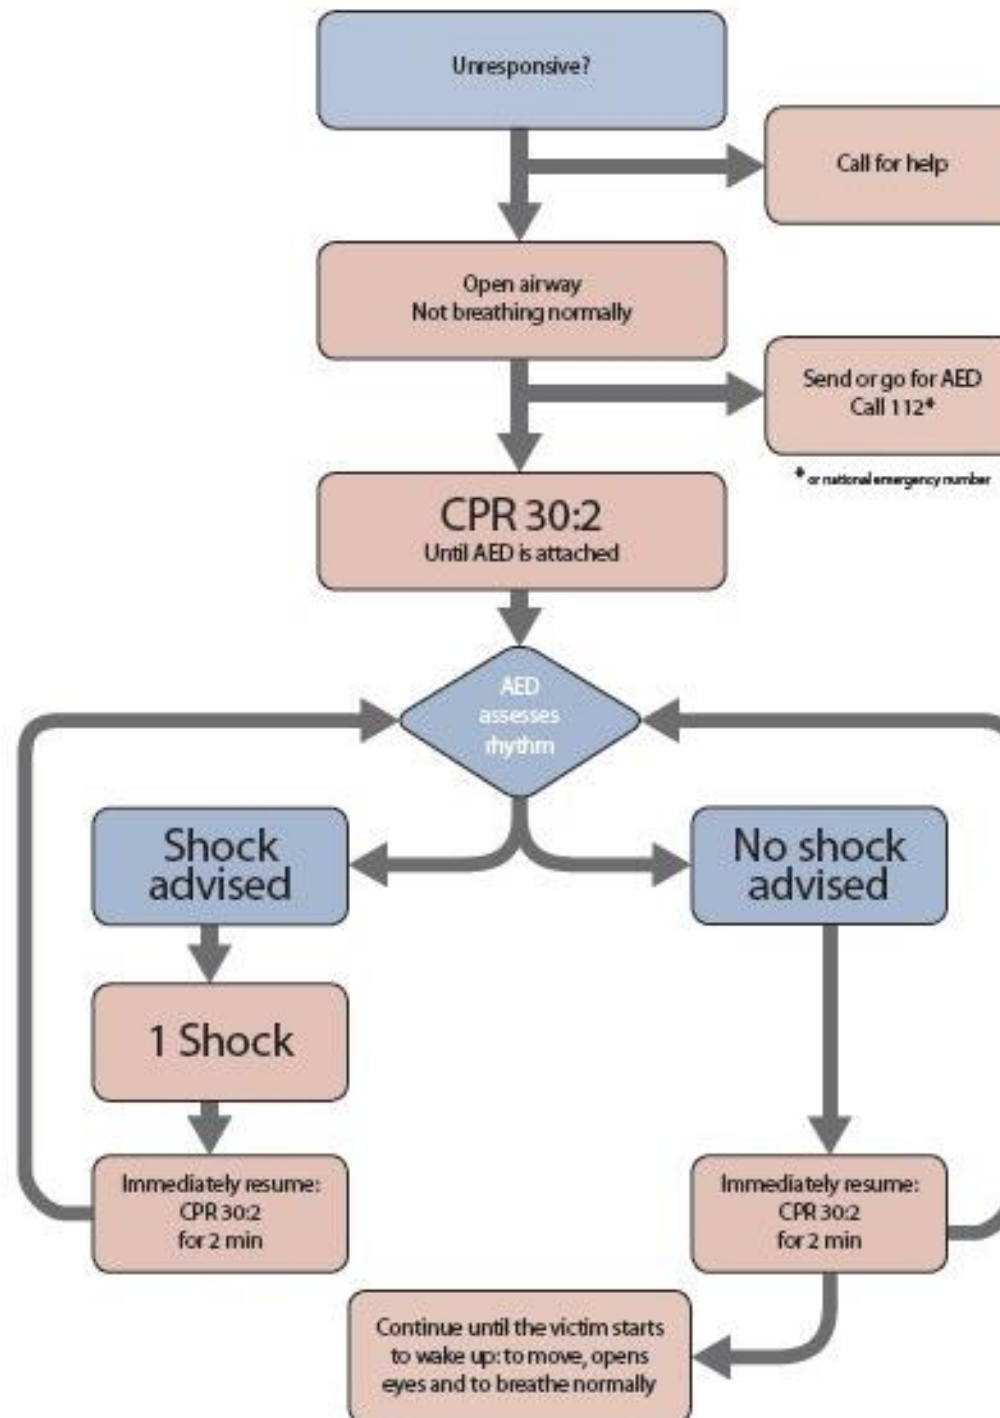 Unresponsive?
Call for help
Open airway
Not breathing normally
Send or go for AED
Call 112*
* or national emergency number
CPR 30:2
Until AED is attached
AED
assesses
rhythm
Shock
advised
No shock
advised
1 Shock
Immediately resume:
CPR 30:2
for 2 min
Immediately resume:
CPR 30:2
for 2 min
Continue until the victim starts
to wake up: to move, opens
eyes and to breathe normally